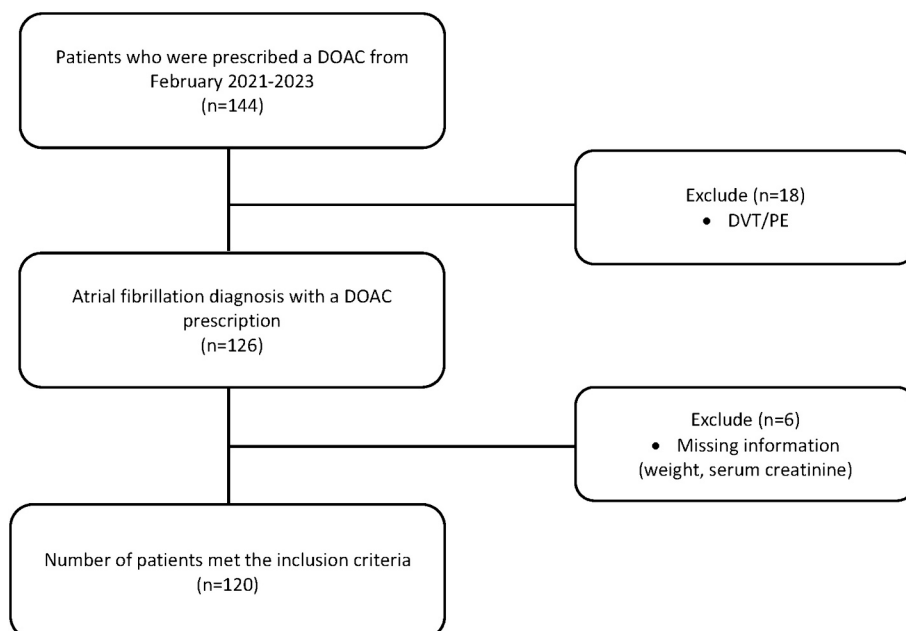 Patients who were prescribed a DOAC from
February 2021-2023
(n=144)
Exclude (n=18)
• DVT/PE
Atrial fibrillation diagnosis with a DOAC
prescription
(n=126)
Exclude (n=6)
• Missing information
(weight, serum creatinine)
Number of patients met the inclusion criteria
(n=120)